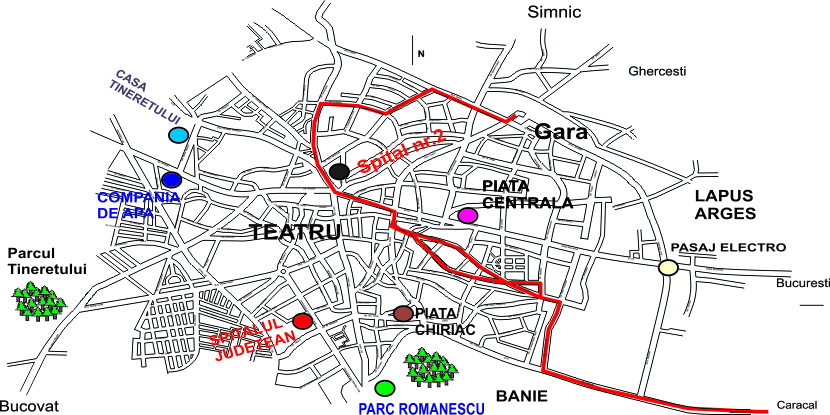 Simnic
N
Ghercesti
CASA
TINERETULUI
Gara
Spital nr.2
COMPANIA
DE APA
PIATA
CENTRALA
LAPUS
ARGES
TEATRU
PASAJ ELECTRO
Parcul
Tineretului
Bucuresti
PIATA
CHIRIAC
SPITALUL
JUDETEAN
BANIE
Bucovat
PARC ROMANESCU
Caracal